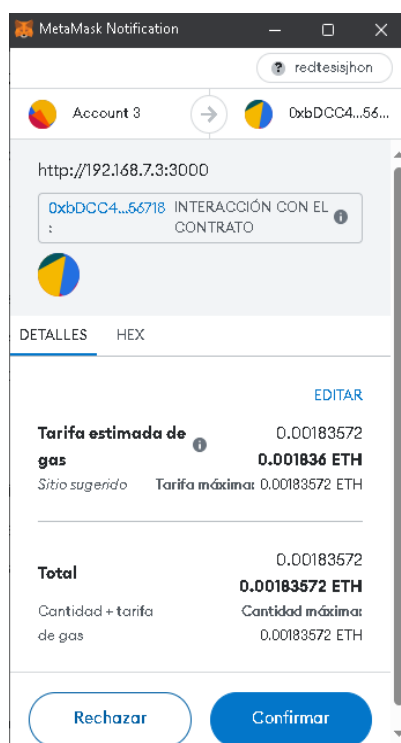 MetaMask Notification
redtesisjhon
Account 3
0xbDCC4...56...
http://192.168.7.3:3000
0xbDCC4...56718 INTERACCIÓN CON EL
: CONTRATO
DETALLES HEX
EDITAR
Tarifa estimada de 0.00183572
gas 0.001836 ETH
Sitio sugerido Tarifa máxima: 0.00183572 ETH
0.00183572
Total 0.00183572 ETH
Cantidad + tarifa Cantidad máxima:
de gas 0.00183572 ETH
Rechazar Confirmar